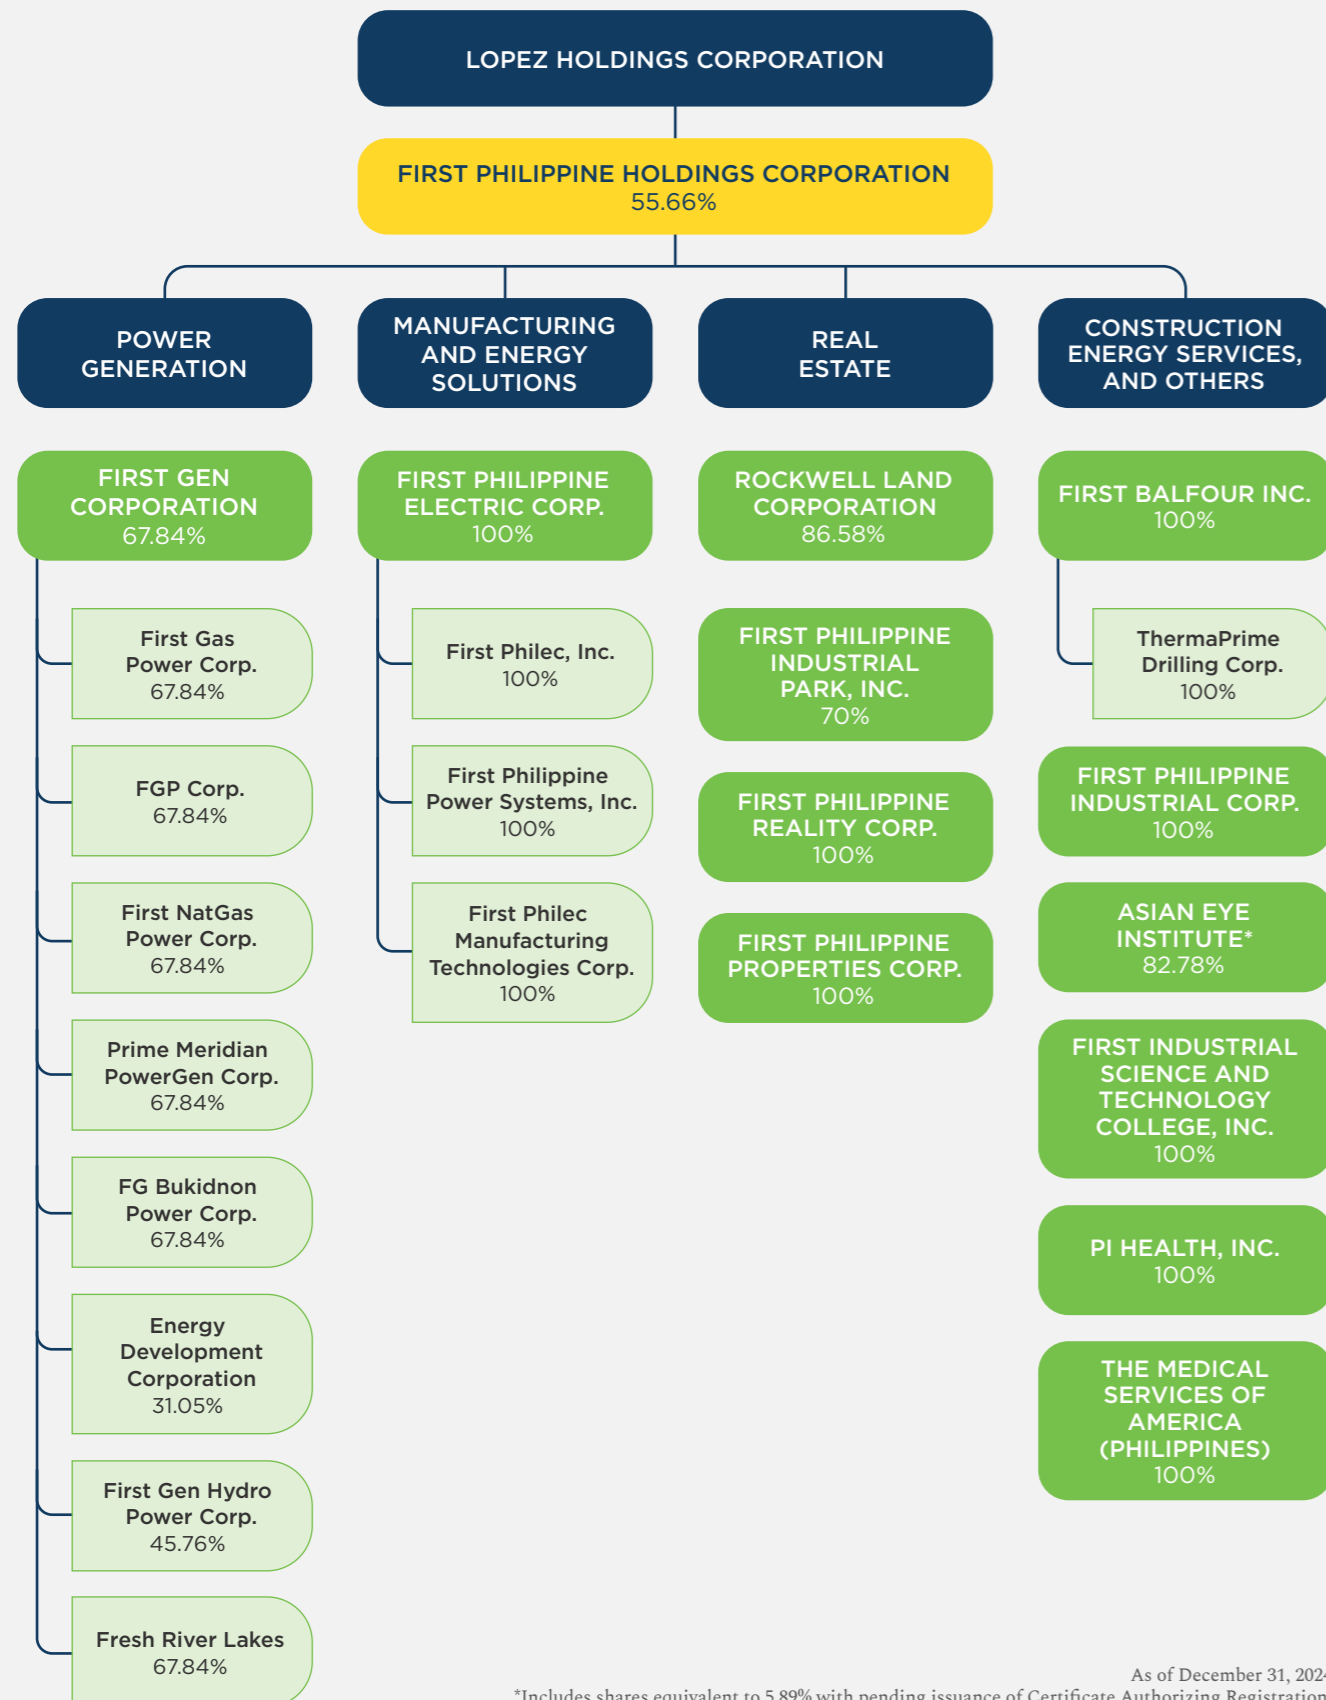 LOPEZ HOLDINGS CORPORATION
FIRST PHILIPPINE HOLDINGS CORPORATION
55.66%
POWER
GENERATION
MANUFACTURING
AND ENERGY
SOLUTIONS
REAL
ESTATE
CONSTRUCTION
ENERGY SERVICES,
AND OTHERS
FIRST GEN
CORPORATION
67.84%
First Gas
Power Corp.
67.84%
FGP Corp.
67.84%
First NatGas
Power Corp.
67.84%
Prime Meridian
PowerGen Corp.
67.84%
FG Bukidnon
Power Corp.
67.84%
Energy
Development
Corporation
31.05%
First Gen Hydro
Power Corp.
45.76%
Fresh River Lakes
67.84%
FIRST PHILIPPINE
ELECTRIC CORP.
100%
First Philec, Inc.
100%
First Philippine
Power Systems, Inc.
100%
First Philec
Manufacturing
Technologies Corp.
100%
ROCKWELL LAND
CORPORATION
86.58%
FIRST PHILIPPINE
INDUSTRIAL
PARK, INC.
70%
FIRST PHILIPPINE
REALITY CORP.
100%
FIRST PHILIPPINE
PROPERTIES CORP.
100%
FIRST BALFOUR INC.
100%
ThermaPrime
Drilling Corp.
100%
FIRST PHILIPPINE
INDUSTRIAL CORP.
100%
ASIAN EYE
INSTITUTE*
82.78%
FIRST INDUSTRIAL
SCIENCE AND
TECHNOLOGY
COLLEGE, INC.
100%
PI HEALTH, INC.
100%
THE MEDICAL
SERVICES OF
AMERICA
(PHILIPPINES)
100%
As of December 31, 2024
*Includes shares equivalent to 5.89% with pending issuance of Certificate Authorizing Registration